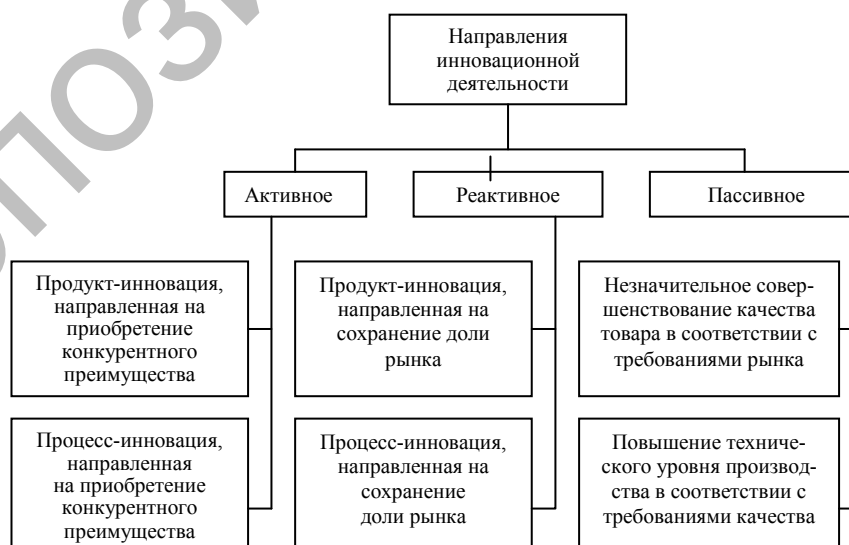 Направления
инновационной
деятельности
Активное
Реактивное
Пассивное
Продукт-инновация,
направленная на
приобретение
конкурентного
преимущества
Продукт-инновация,
направленная на
сохранение доли
рынка
Незначительное совер-
шенствование качества
товара в соответствии с
требованиями рынка
Процесс-инновация,
направленная
на приобретение
конкурентного
преимущества
Процесс-инновация,
направленная на
сохранение
доли рынка
Повышение техниче-
ского уровня производ-
ства в соответствии с
требованиями качества